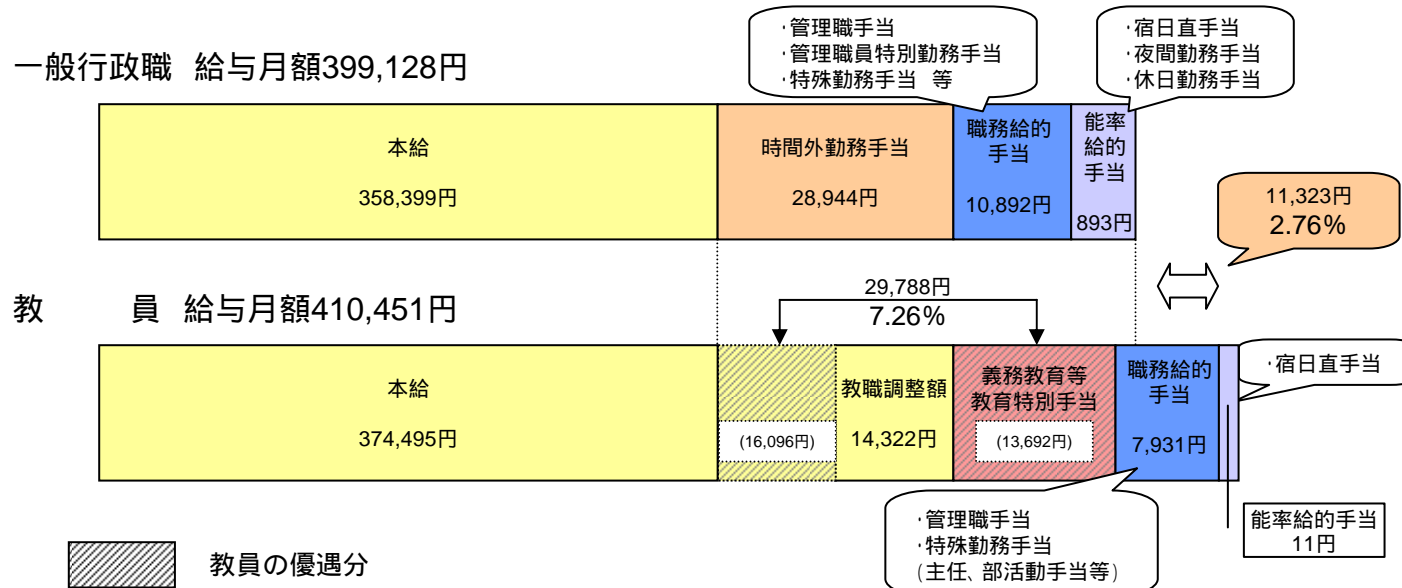 ・管理職手当
・管理職員特別勤務手当
・特殊勤務手当 等
・宿日直手当
・夜間勤務手当
・休日勤務手当
一般行政職 給与月額399,128円
本給
358,399円
時間外勤務手当
28,944円
職務給的
手当
10,892円
能率
給的
手当
893円
11,323円
2.76%
29,788円
7.26%
教 員 給与月額410,451円
本給
374,495円
(16,096円)
教職調整額
14,322円
義務教育等
教育特別手当
(13,692円)
職務給的
手当
7,931円
・宿日直手当
・管理職手当
・特殊勤務手当
(主任、部活動手当等)
能率給的手当
11円
教員の優遇分